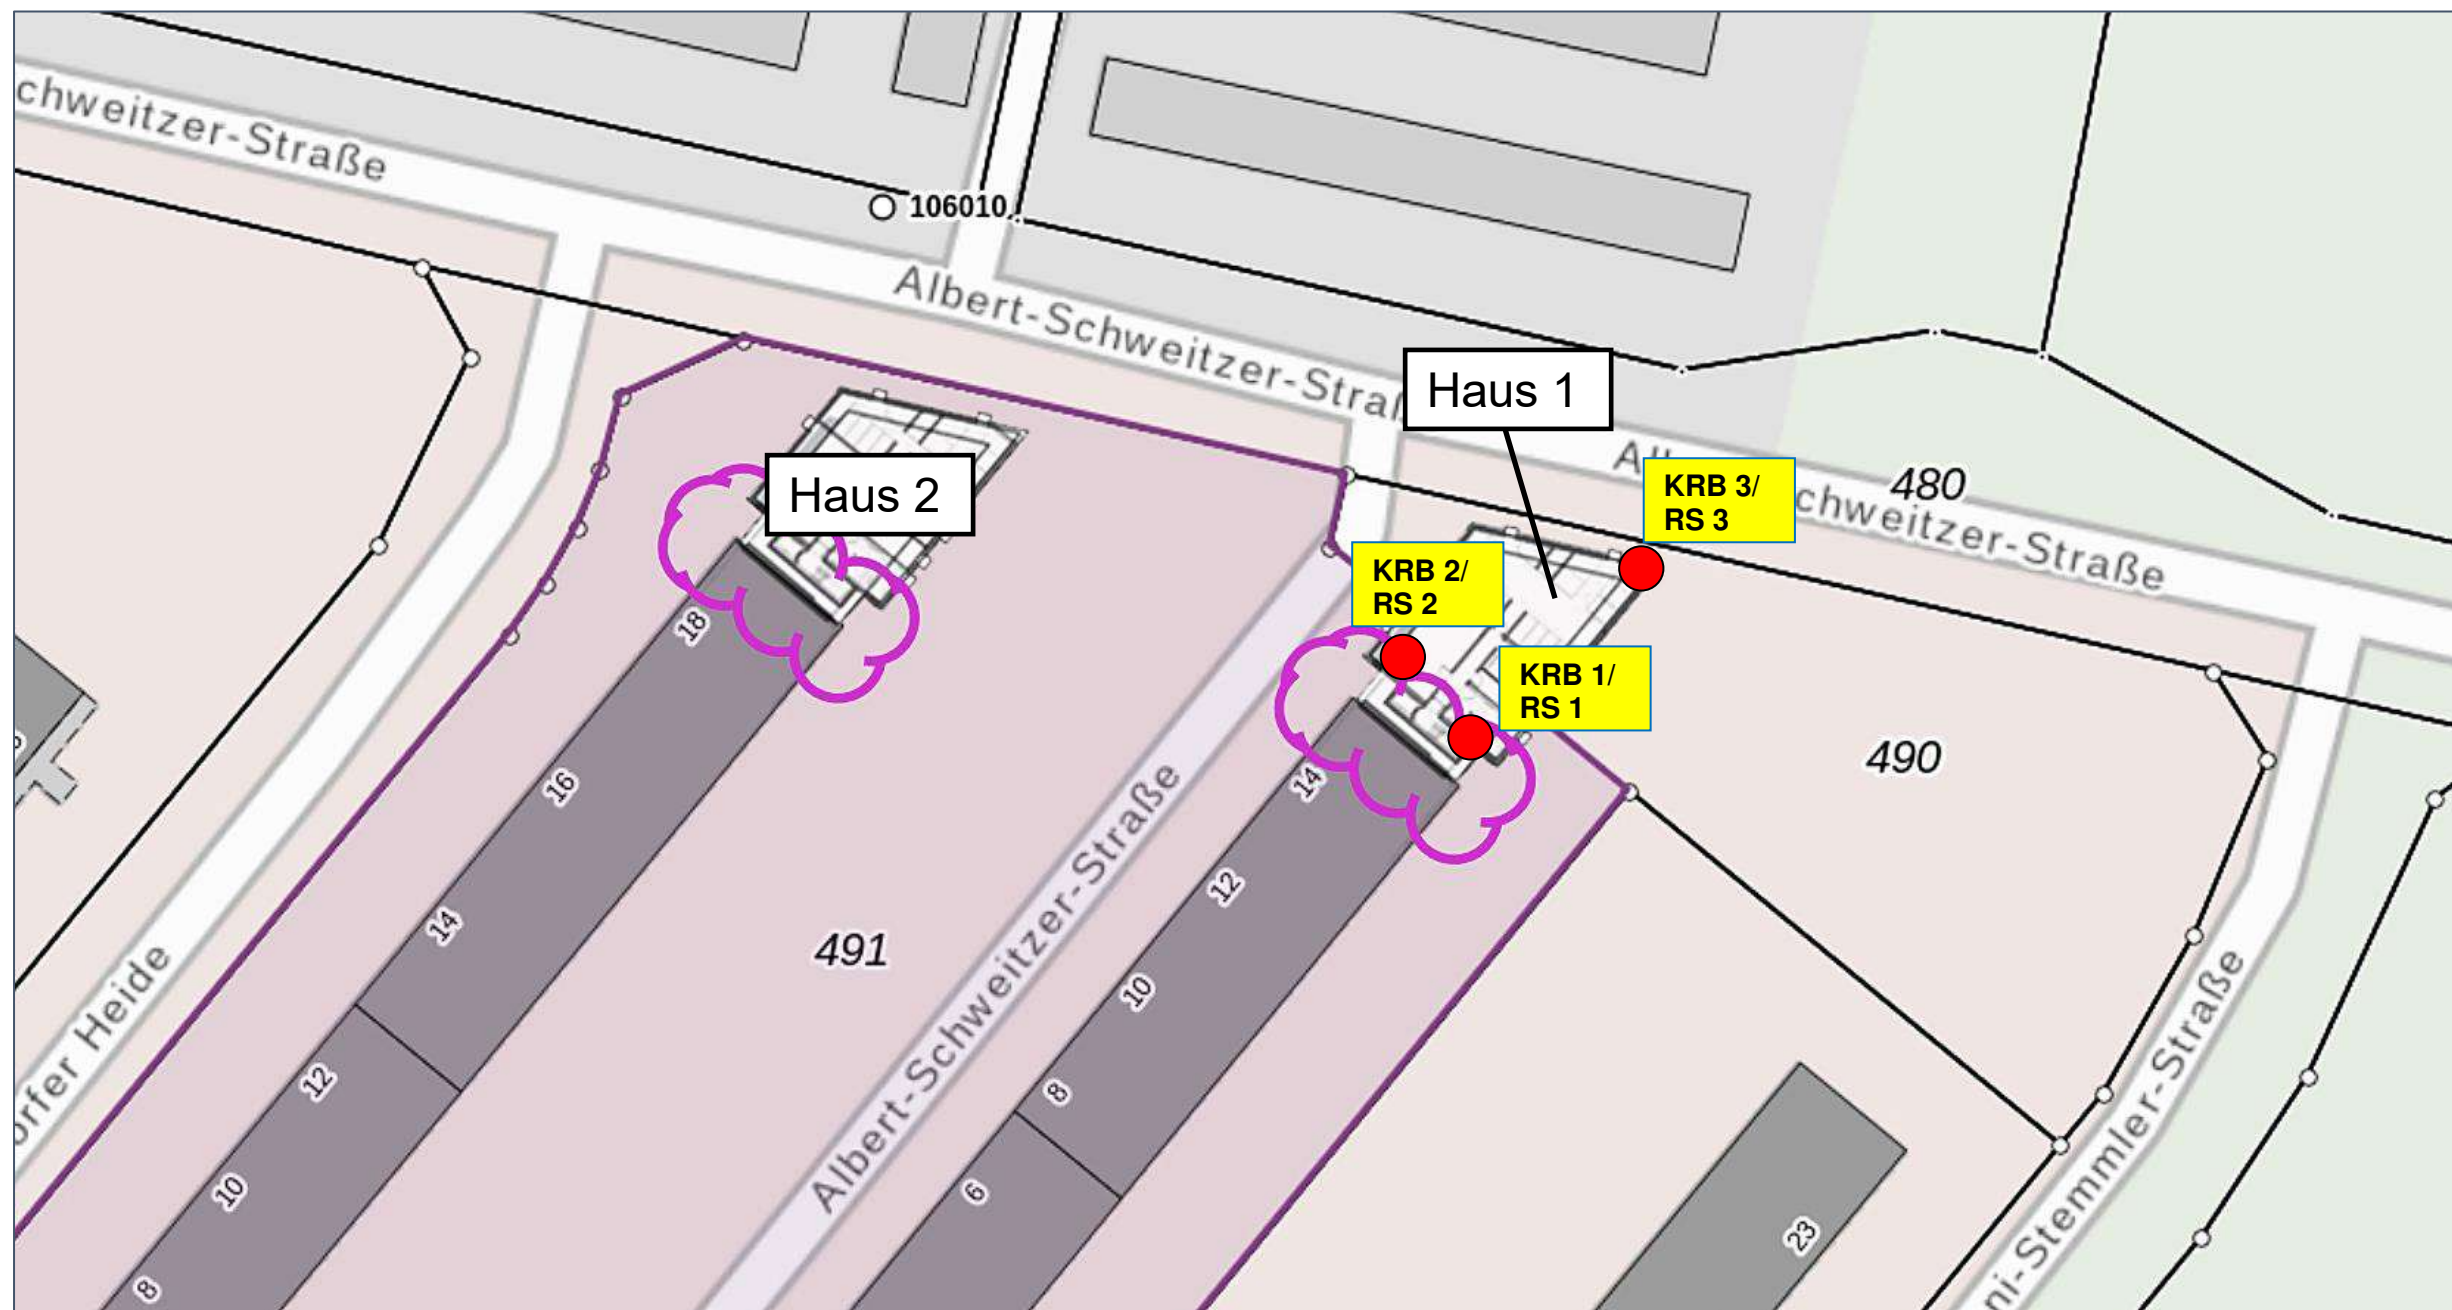 chweitzer-Straße
106010
Albert-Schweitzer-Straß
Haus 1
Al
chweitzer-Straße
480
KRB 3/
RS 3
Haus 2
KRB 2/
RS 2
KRB 1/
RS 1
18
16
14
12
10
8
491
Albert-Schweitzer-Straße
14
12
10
8
6
490
orfer Heide
23
ni-Stemmler-Straße